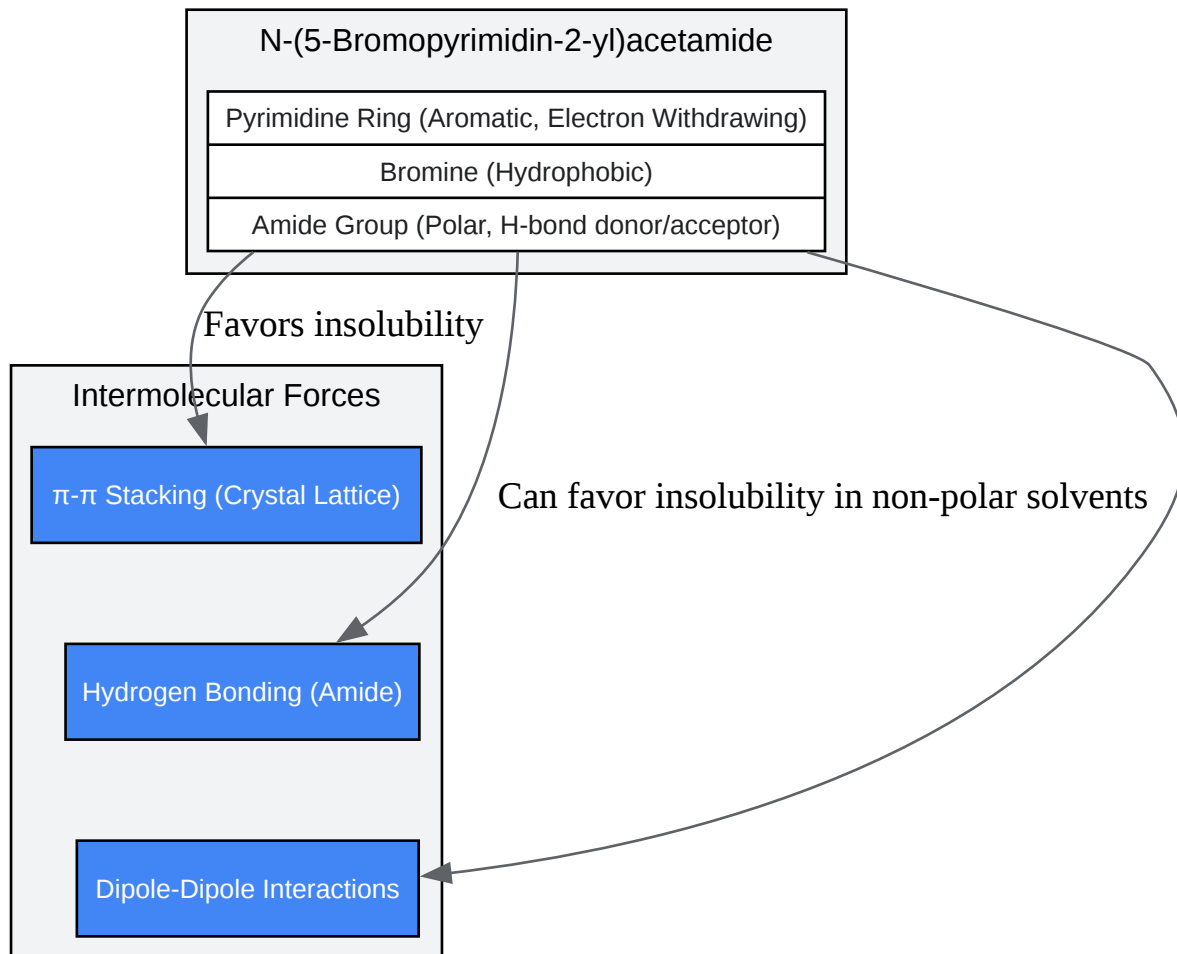 N-(5-Bromopyrimidin-2-yl)acetamide
Pyrimidine Ring (Aromatic, Electron Withdrawing)
Bromine (Hydrophobic)
Amide Group (Polar, H-bond donor/acceptor)
Favors insolubility
Intermolecular Forces
π-π Stacking (Crystal Lattice)
Can favor insolubility in non-polar solvents
Hydrogen Bonding (Amide)
Dipole-Dipole Interactions